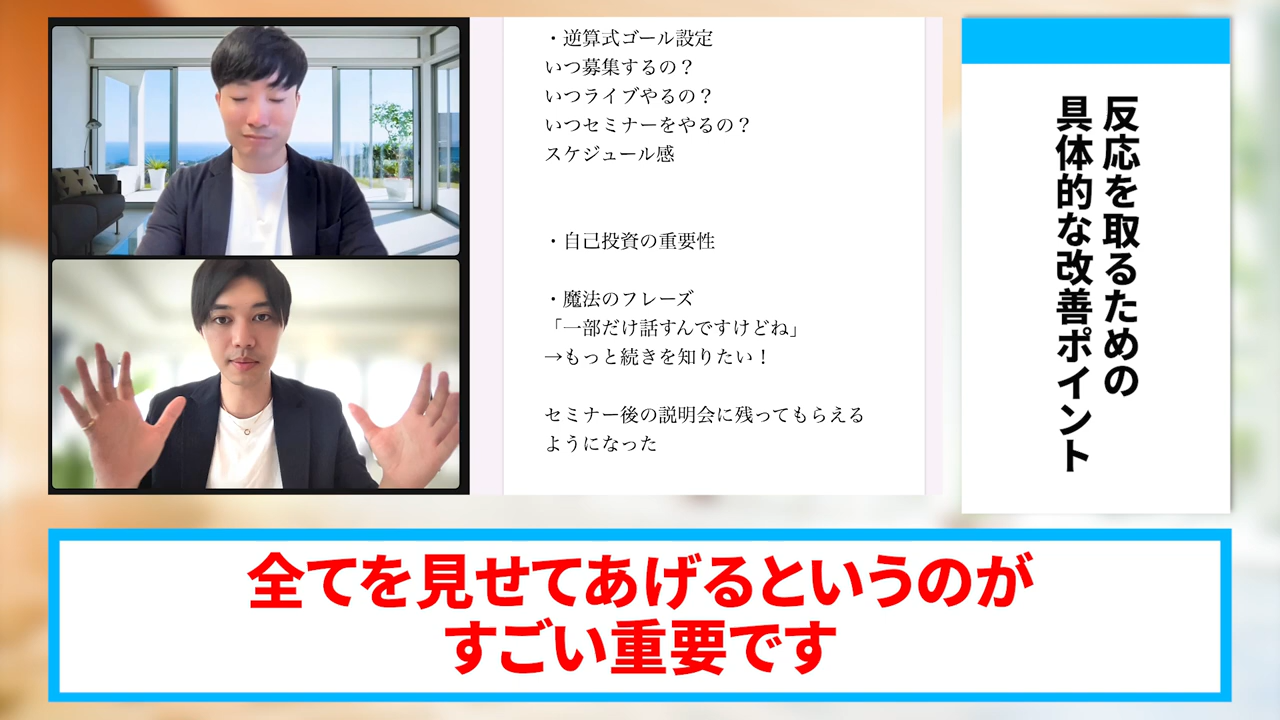 ・逆算式ゴール設定
いつ募集するの？
いつライブやるの？
いつセミナーをやるの？
スケジュール感
・自己投資の重要性
・魔法のフレーズ
「一部だけ話すんですけどね」
→もっと続きを知りたい！
セミナー後の説明会に残ってもらえる
ようになった
反応を取るための
具体的な改善ポイント
全てを見せてあげるというのが
すごい重要です